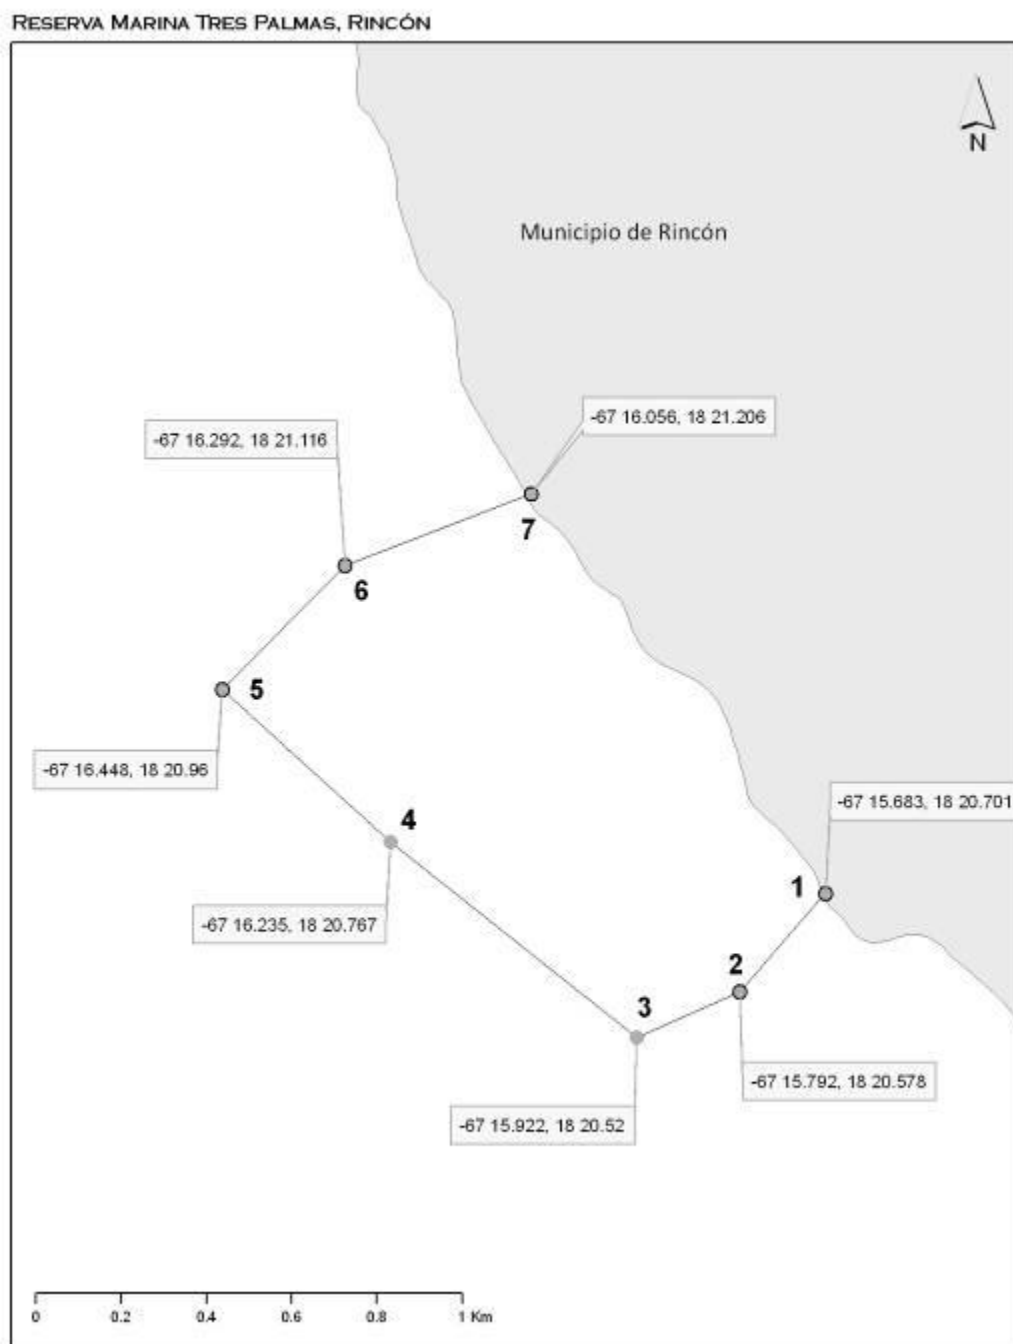 RESERVA MARINA TRES PALMAS, RINCÓN
N
Municipio de Rincón
-67 16.056, 18 21.206
-67 16.292, 18 21.116
7
6
5
-67 16.448, 18 20.96
-67 15.683, 18 20.701
4
1
-67 16.235, 18 20.767
2
3
-67 15.792, 18 20.578
-67 15.922, 18 20.52
0 0.2 0.4 0.6 0.8 1 Km